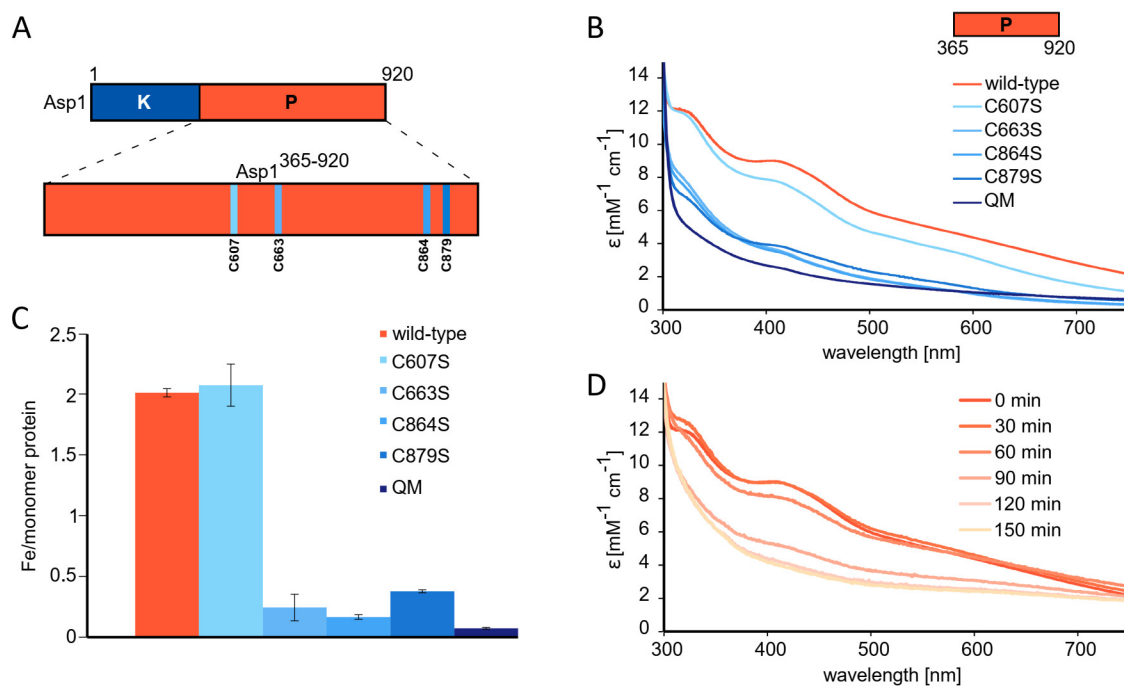 A
1
920
Asp1
K
P
Asp1365-920
C607
C663
C864
C879
B
P
365
920
14
12
10
8
6
4
2
0
ε [mM-1 cm-1]
300
400
500
600
700
wavelength [nm]
wild-type
C607S
C663S
C864S
C879S
QM
C
2.5
2
1.5
1
0.5
0
Fe/monomer protein
wild-type
C607S
C663S
C864S
C879S
QM
D
14
12
10
8
6
4
2
0
ε [mM-1 cm-1]
300
400
500
600
700
wavelength [nm]
0 min
30 min
60 min
90 min
120 min
150 min